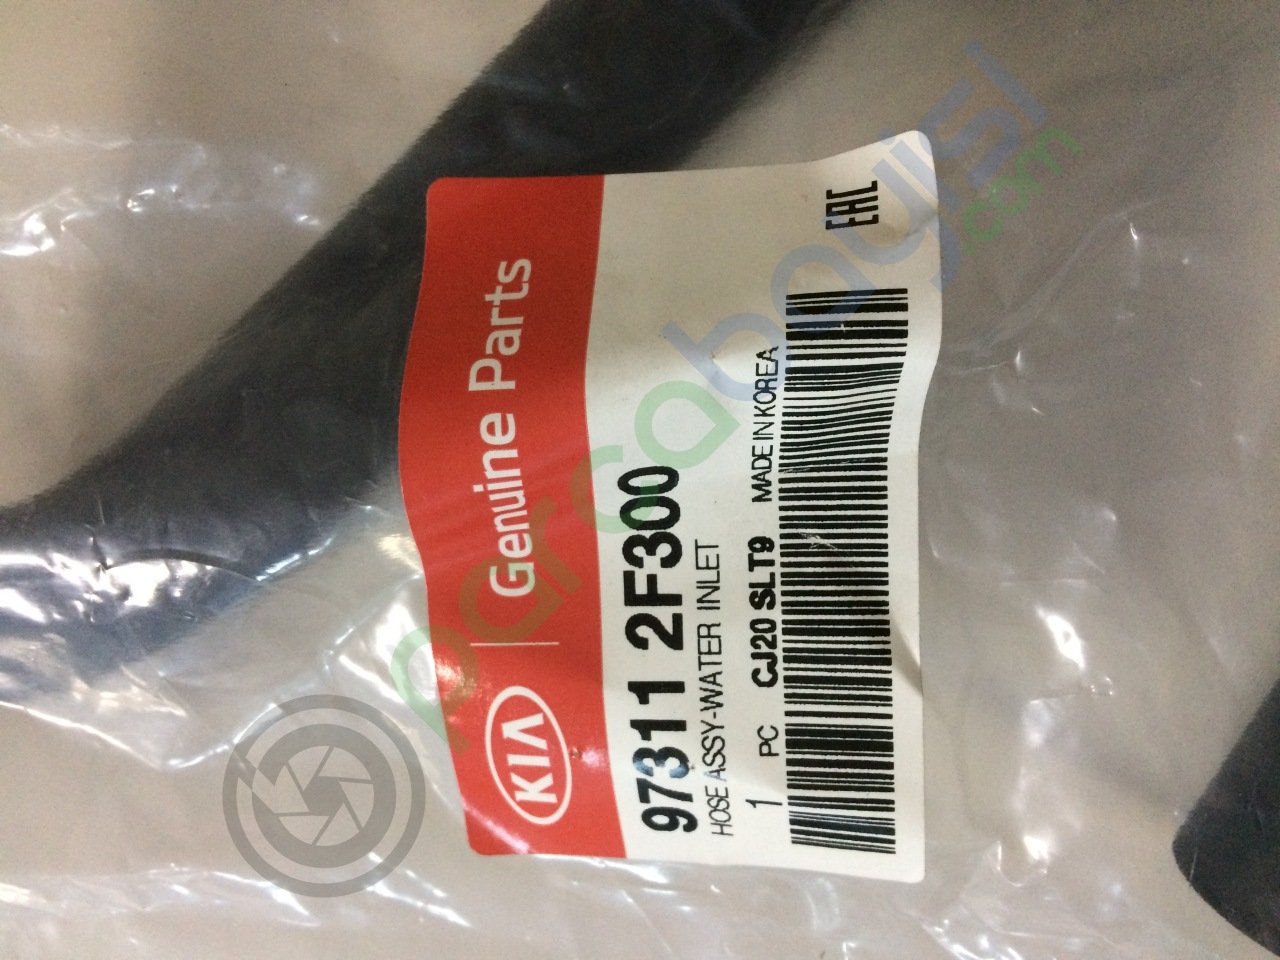 KIA | Genuine Parts
97311 2F300
HOSE ASSY-WATER INLET
1 PC CJ20 SLT9 MADE IN KOREA
EAC
parcabayisi
.com